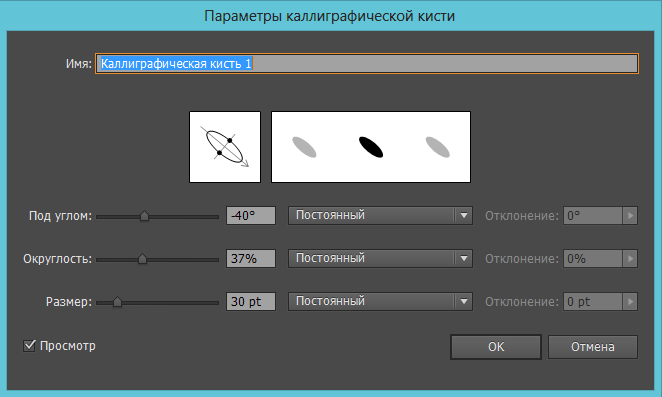 Параметры каллиграфической кисти
Имя: Каллиграфическая кисть 1
Под углом: -40° Постоянный Отклонение: 0°
Округлость: 37% Постоянный Отклонение: 0%
Размер: 30 pt Постоянный Отклонение: 0 pt
Просмотр OK Отмена